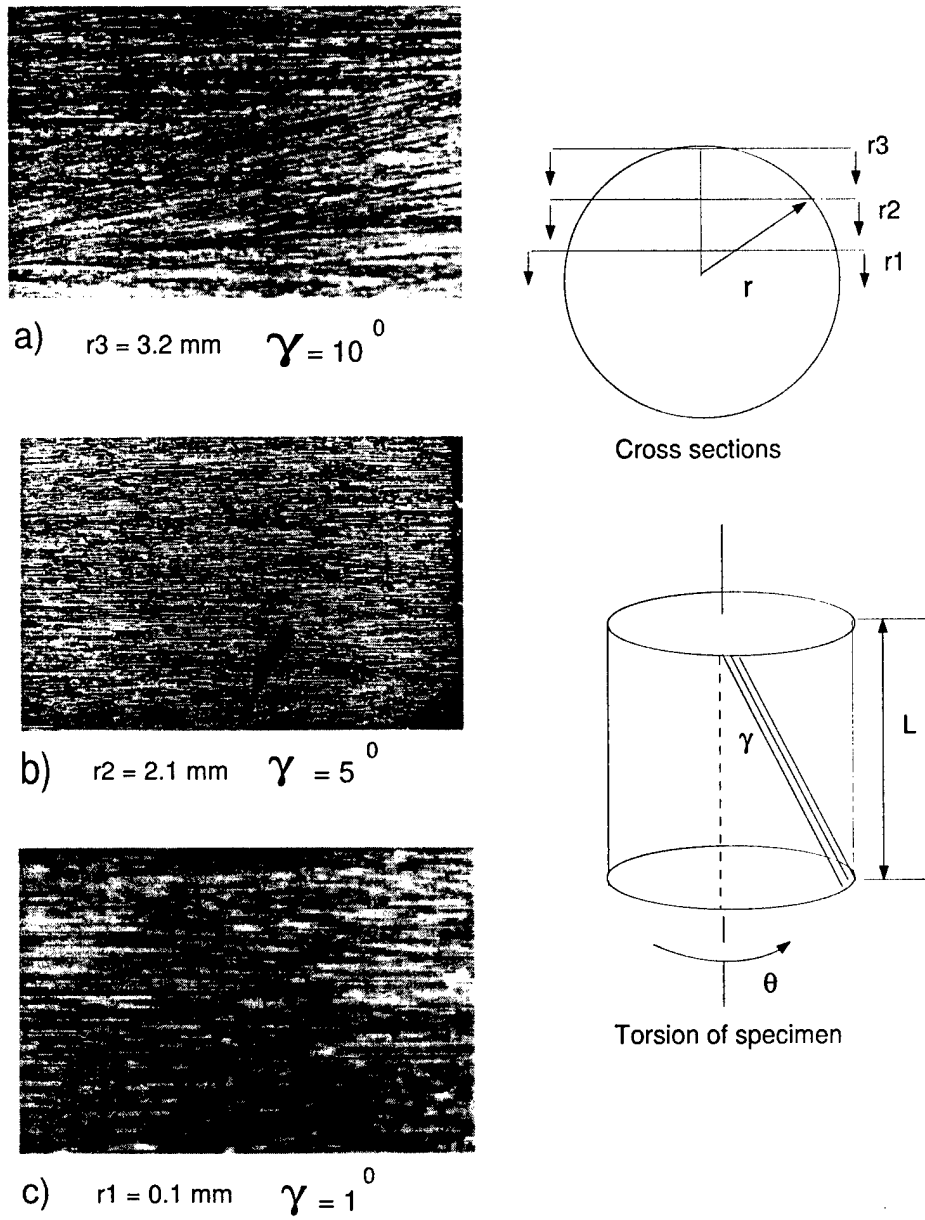 a) r3 = 3.2 mm γ = 10⁰
b) r2 = 2.1 mm γ = 5⁰
c) r1 = 0.1 mm γ = 1⁰
r3
r2
r1
r
Cross sections
γ
L
θ
Torsion of specimen